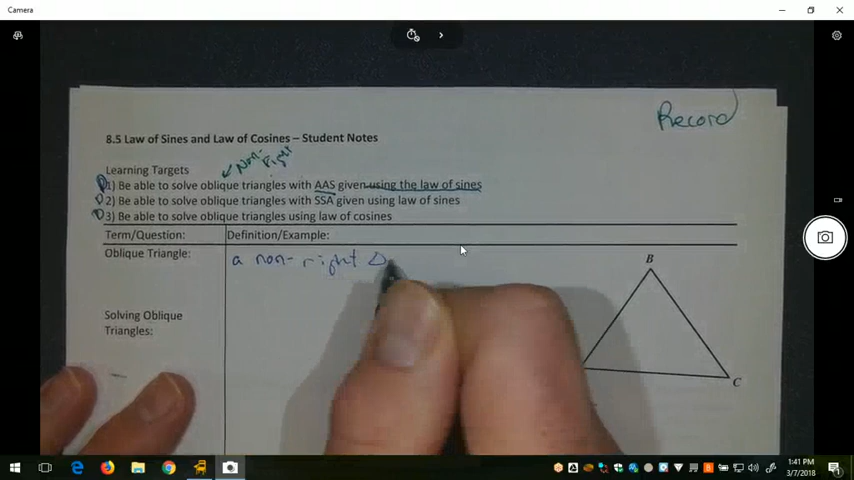 Camera
Record
8.5 Law of Sines and Law of Cosines – Student Notes
Non-
Right
Learning Targets
1) Be able to solve oblique triangles with AAS given using the law of sines
2) Be able to solve oblique triangles with SSA given using law of sines
3) Be able to solve oblique triangles using law of cosines
Term/Question: Definition/Example:
Oblique Triangle: a non-right △
B
Solving Oblique
Triangles:
C
1:41 PM
3/7/2018